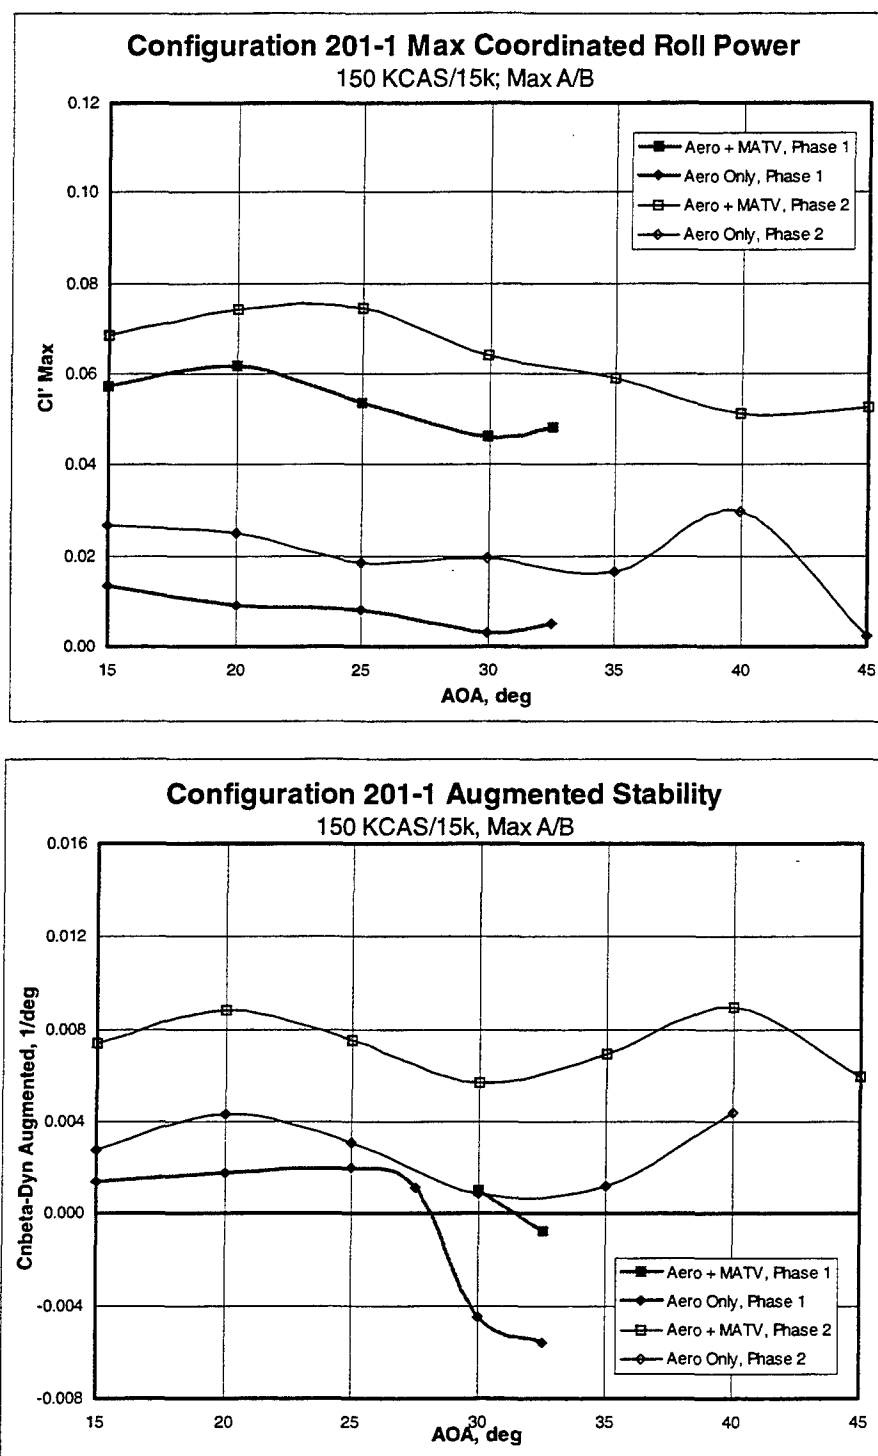 Configuration 201-1 Max Coordinated Roll Power
150 KCAS/15k; Max A/B
0.12
0.10
0.08
0.06
0.04
0.02
0.00
Cl' Max
Aero + MATV, Phase 1
Aero Only, Phase 1
Aero + MATV, Phase 2
Aero Only, Phase 2
15 20 25 30 35 40 45
AOA, deg
Configuration 201-1 Augmented Stability
150 KCAS/15k, Max A/B
0.016
0.012
0.008
0.004
0.000
-0.004
-0.008
Cnbeta-Dyn Augmented, 1/deg
Aero + MATV, Phase 1
Aero Only, Phase 1
Aero + MATV, Phase 2
Aero Only, Phase 2
15 20 25 30 35 40 45
AOA, deg